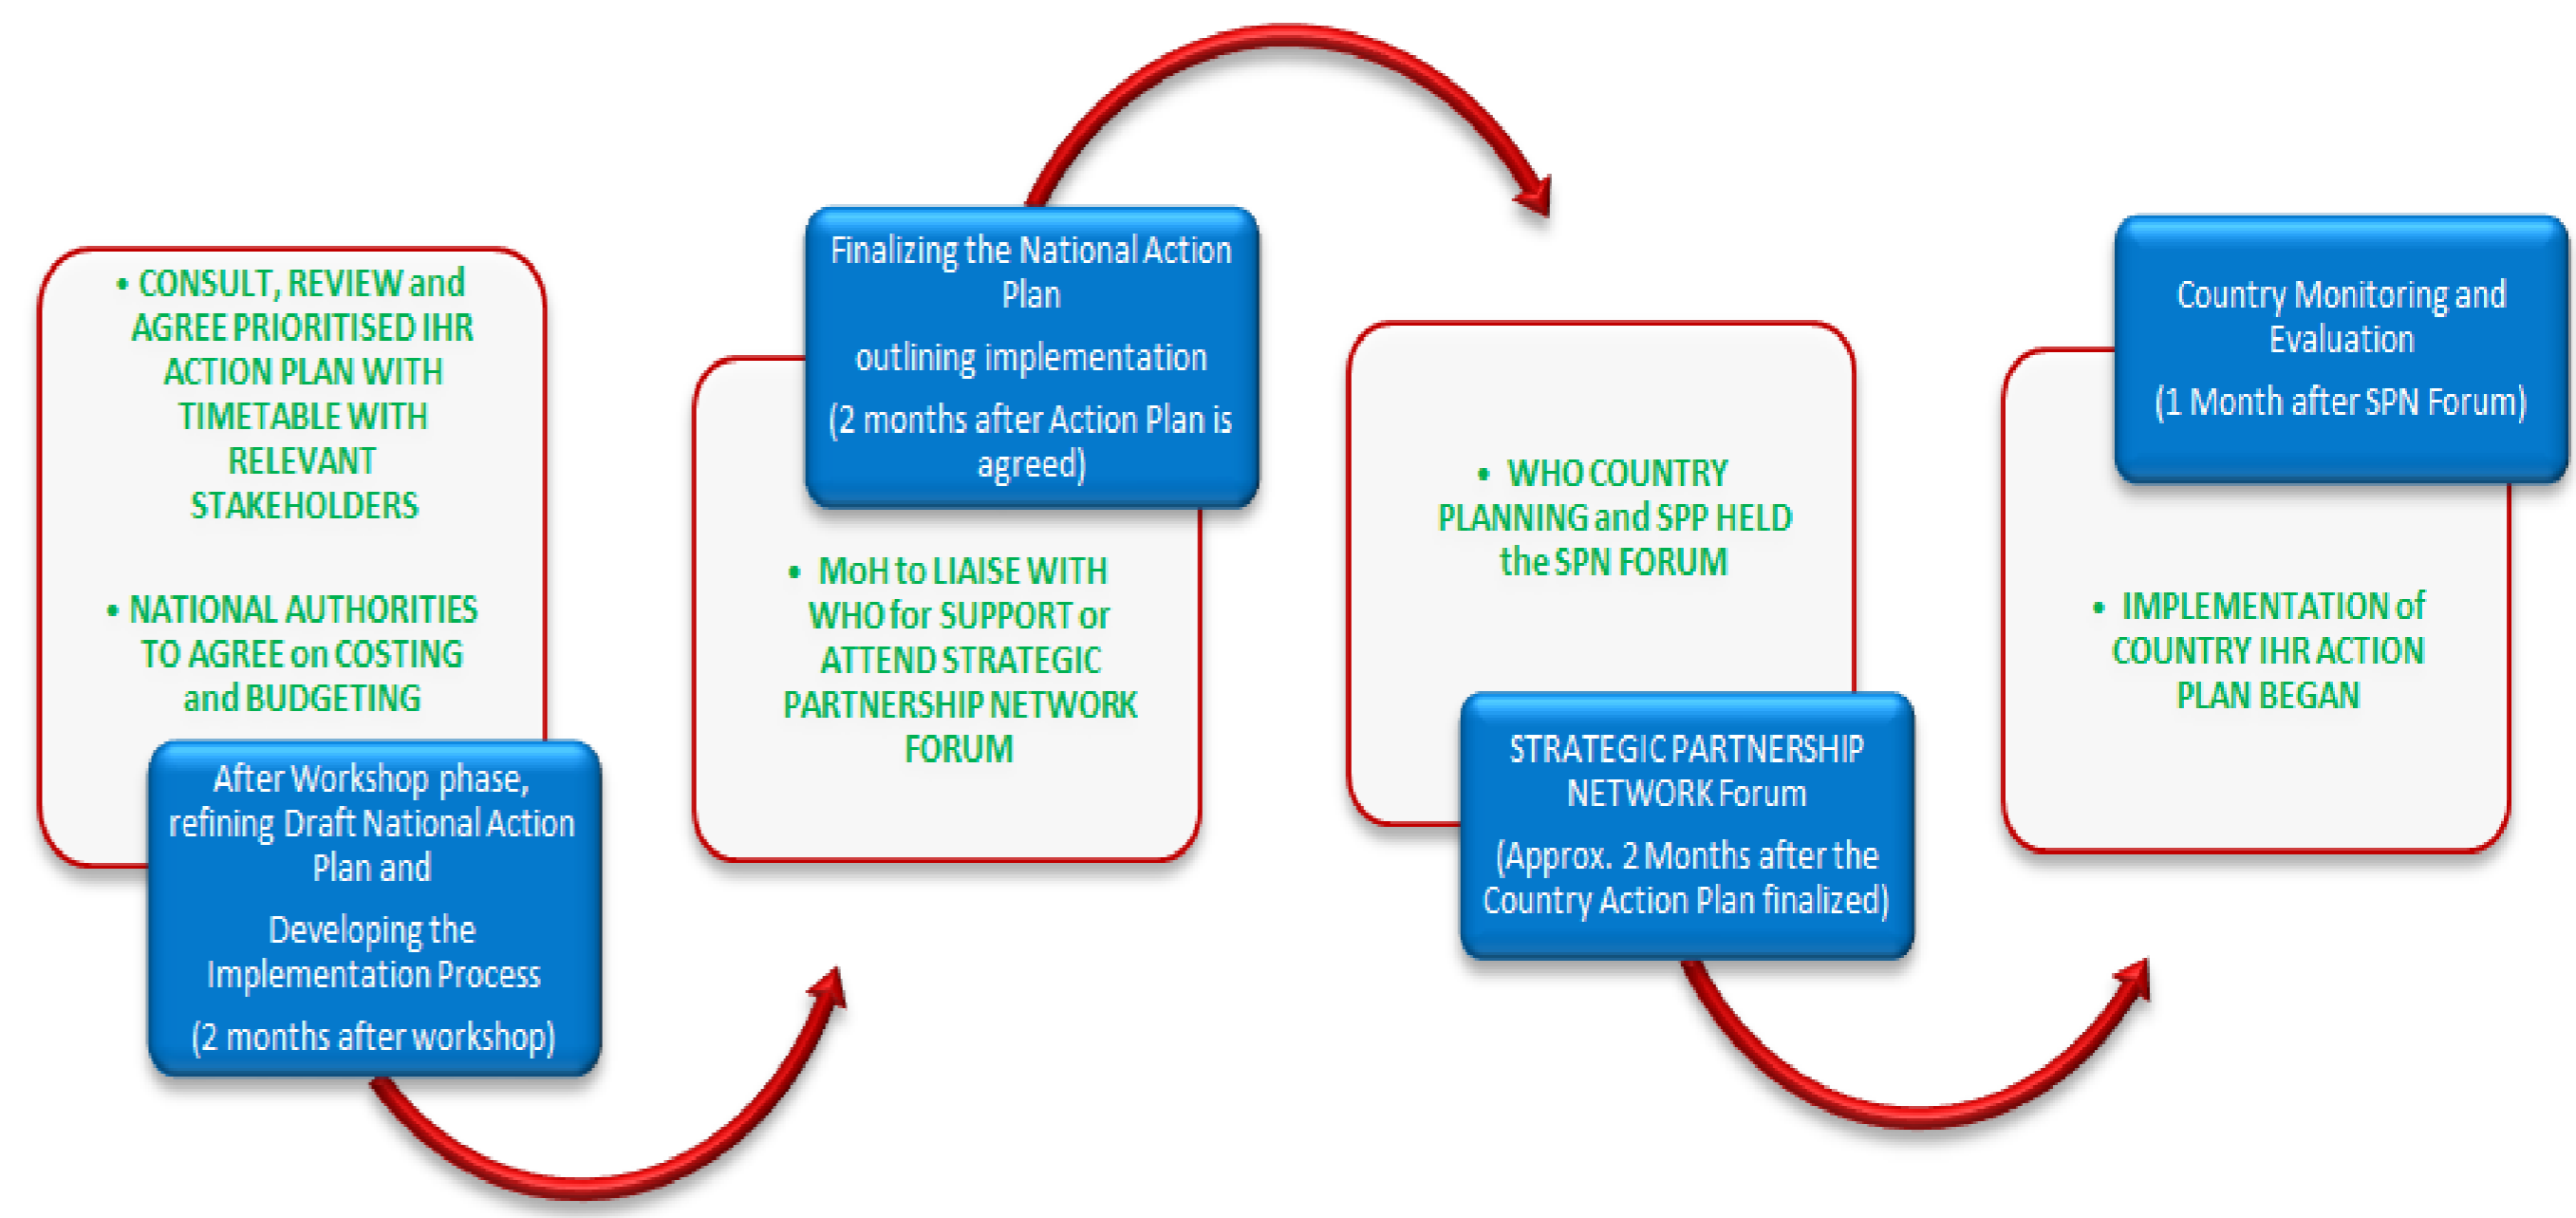 • CONSULT, REVIEW and
AGREE PRIORITISED IHR
ACTION PLAN WITH
TIMETABLE WITH
RELEVANT
STAKEHOLDERS
• NATIONAL AUTHORITIES
TO AGREE on COSTING
and BUDGETING
After Workshop phase,
refining Draft National Action
Plan and
Developing the
Implementation Process
(2 months after workshop)
Finalizing the National Action
Plan
outlining implementation
(2 months after Action Plan is
agreed)
• MoH to LIAISE WITH
WHO for SUPPORT or
ATTEND STRATEGIC
PARTNERSHIP NETWORK
FORUM
• WHO COUNTRY
PLANNING and SPP HELD
the SPN FORUM
STRATEGIC PARTNERSHIP
NETWORK Forum
(Approx. 2 Months after the
Country Action Plan finalized)
Country Monitoring and
Evaluation
(1 Month after SPN Forum)
• IMPLEMENTATION of
COUNTRY IHR ACTION
PLAN BEGAN